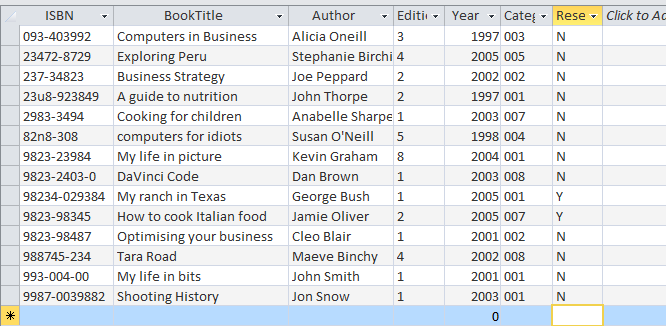 ISBN BookTitle Author Editi Year Categ Rese Click to Ad
093-403992 Computers in Business Alicia Oneill 3 1997 003 N
23472-8729 Exploring Peru Stephanie Birchi 4 2005 005 N
237-34823 Business Strategy Joe Peppard 2 2002 002 N
23u8-923849 A guide to nutrition John Thorpe 2 1997 001 N
2983-3494 Cooking for children Anabelle Sharpe 1 2003 007 N
82n8-308 computers for idiots Susan O'Neill 5 1998 004 N
9823-23984 My life in picture Kevin Graham 8 2004 001 N
9823-2403-0 DaVinci Code Dan Brown 1 2003 008 N
98234-029384 My ranch in Texas George Bush 1 2005 001 Y
9823-98345 How to cook Italian food Jamie Oliver 2 2005 007 Y
9823-98487 Optimising your business Cleo Blair 1 2001 002 N
988745-234 Tara Road Maeve Binchy 4 2002 008 N
993-004-00 My life in bits John Smith 1 2001 001 N
9987-0039882 Shooting History Jon Snow 1 2003 001 N
* 0